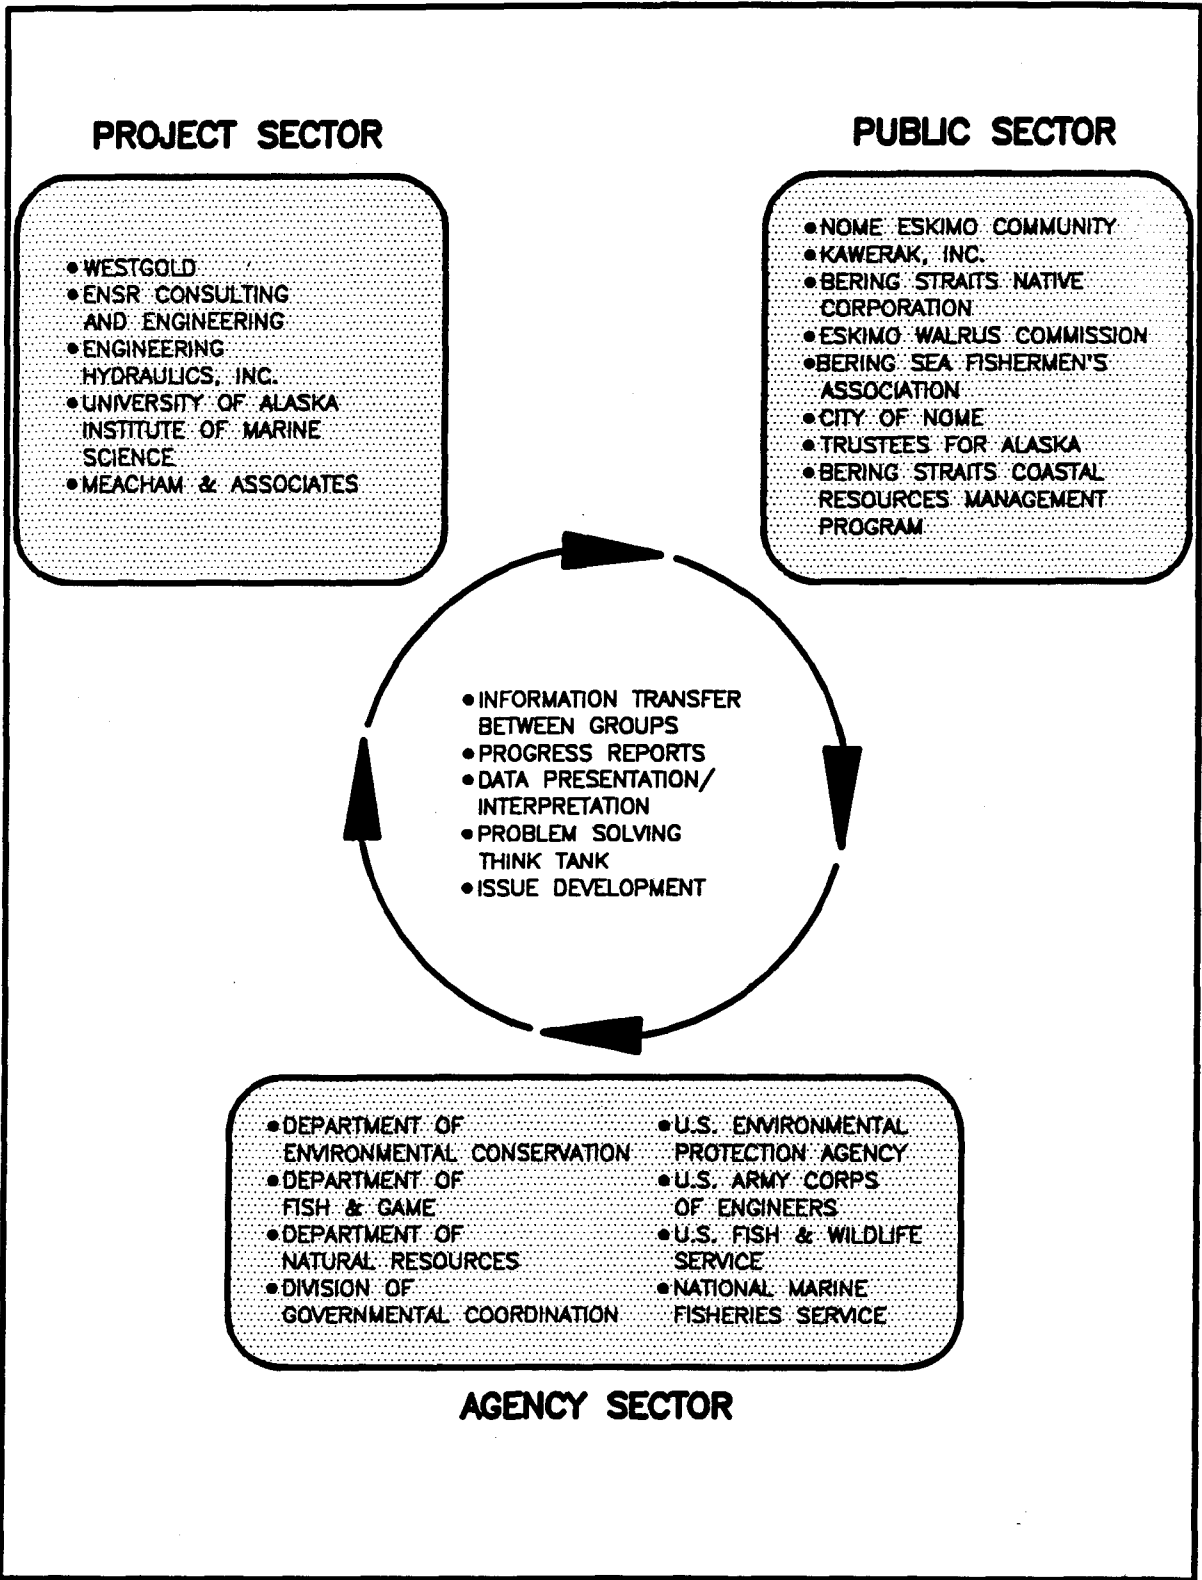 PROJECT SECTOR
● WESTGOLD
● ENSR CONSULTING
AND ENGINEERING
● ENGINEERING
HYDRAULICS, INC.
● UNIVERSITY OF ALASKA
INSTITUTE OF MARINE
SCIENCE
● MEACHAM & ASSOCIATES
PUBLIC SECTOR
● NOME ESKIMO COMMUNITY
● KAWERAK, INC.
● BERING STRAITS NATIVE
CORPORATION
● ESKIMO WALRUS COMMISSION
● BERING SEA FISHERMEN'S
ASSOCIATION
● CITY OF NOME
● TRUSTEES FOR ALASKA
● BERING STRAITS COASTAL
RESOURCES MANAGEMENT
PROGRAM
● INFORMATION TRANSFER
BETWEEN GROUPS
● PROGRESS REPORTS
● DATA PRESENTATION/
INTERPRETATION
● PROBLEM SOLVING
THINK TANK
● ISSUE DEVELOPMENT
● DEPARTMENT OF
ENVIRONMENTAL CONSERVATION
● DEPARTMENT OF
FISH & GAME
● DEPARTMENT OF
NATURAL RESOURCES
● DIVISION OF
GOVERNMENTAL COORDINATION
● U.S. ENVIRONMENTAL
PROTECTION AGENCY
● U.S. ARMY CORPS
OF ENGINEERS
● U.S. FISH & WILDLIFE
SERVICE
● NATIONAL MARINE
FISHERIES SERVICE
AGENCY SECTOR